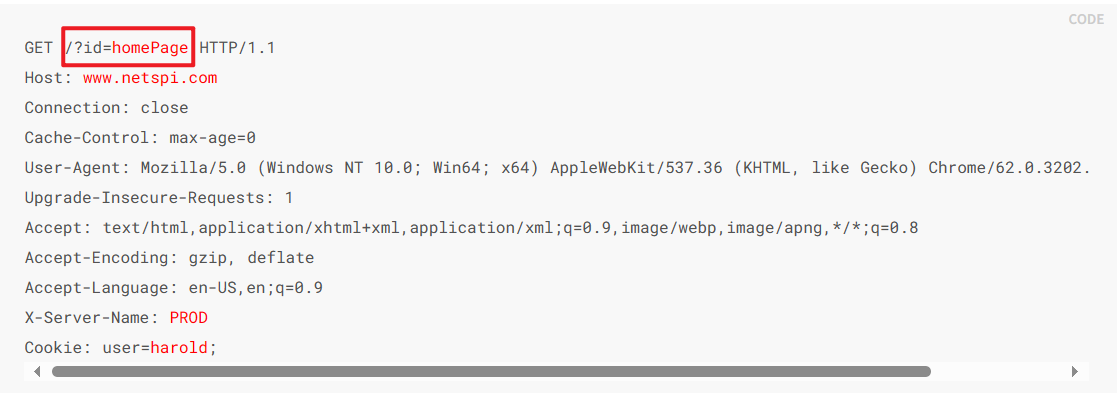 CODE
GET /?id=homePage HTTP/1.1
Host: www.netspi.com
Connection: close
Cache-Control: max-age=0
User-Agent: Mozilla/5.0 (Windows NT 10.0; Win64; x64) AppleWebKit/537.36 (KHTML, like Gecko) Chrome/62.0.3202.
Upgrade-Insecure-Requests: 1
Accept: text/html,application/xhtml+xml,application/xml;q=0.9,image/webp,image/apng,*/*;q=0.8
Accept-Encoding: gzip, deflate
Accept-Language: en-US,en;q=0.9
X-Server-Name: PROD
Cookie: user=harold;